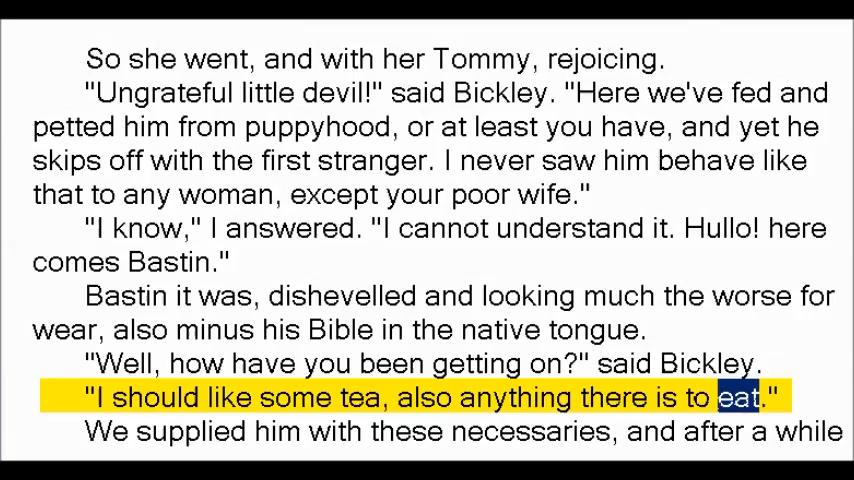 So she went, and with her Tommy, rejoicing.
"Ungrateful little devil!" said Bickley. "Here we've fed and
petted him from puppyhood, or at least you have, and yet he
skips off with the first stranger. I never saw him behave like
that to any woman, except your poor wife."
"I know," I answered. "I cannot understand it. Hullo! here
comes Bastin."
Bastin it was, dishevelled and looking much the worse for
wear, also minus his Bible in the native tongue.
"Well, how have you been getting on?" said Bickley.
"I should like some tea, also anything there is to eat."
We supplied him with these necessaries, and after a while